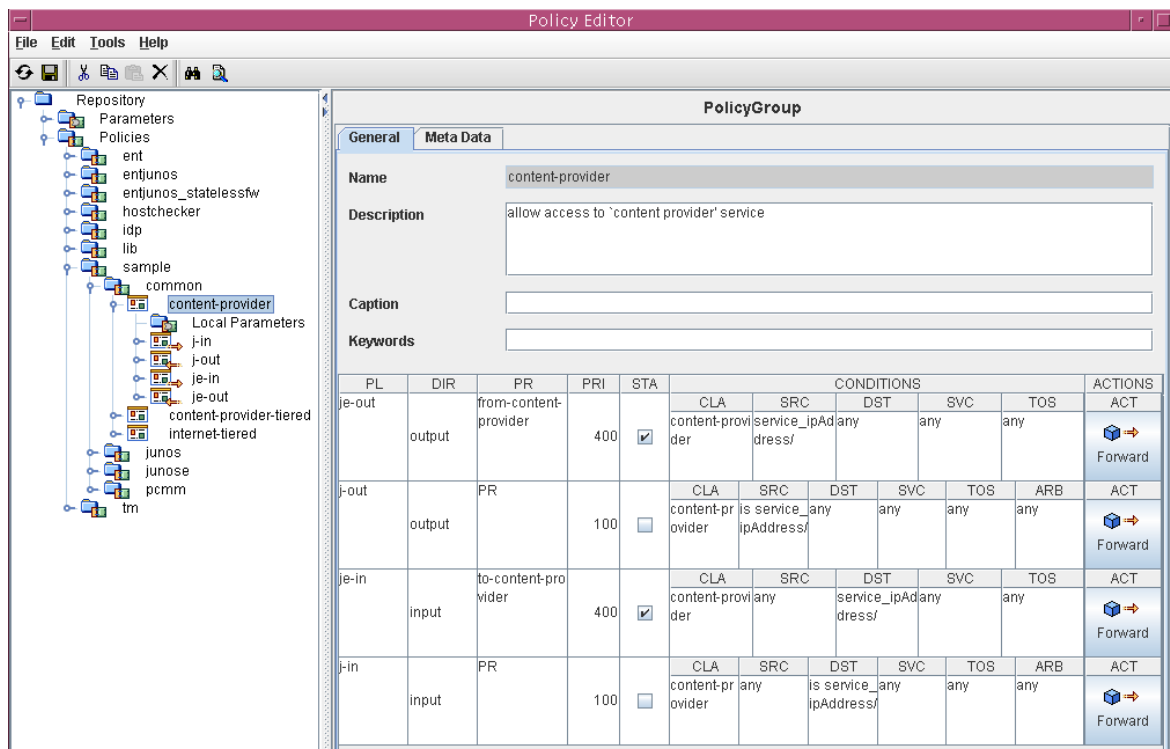 Policy Editor
File Edit Tools Help
Repository
Parameters
Policies
ent
entjunos
entjunos_statelessfw
hostchecker
idp
lib
sample
common
content-provider
Local Parameters
j-in
j-out
je-in
je-out
content-provider-tiered
internet-tiered
junos
junose
pcmm
tm
PolicyGroup
General Meta Data
Name content-provider
Description allow access to `content provider' service
Caption
Keywords
PL DIR PR PRI STA CONDITIONS ACTIONS
je-out from-content- CLA SRC DST SVC TOS ACT
provider content-provi service_ipAd any any any
output 400 der dress/
Forward
j-out PR CLA SRC DST SVC TOS ARB ACT
content-pr is service_ any any any any
output 100 ovider ipAddress/
Forward
je-in to-content-pro CLA SRC DST SVC TOS ACT
vider content-provi any service_ipAd any any
input 400 der dress/
Forward
j-in PR CLA SRC DST SVC TOS ARB ACT
content-pr any is service_ any any any
input 100 ovider ipAddress/
Forward